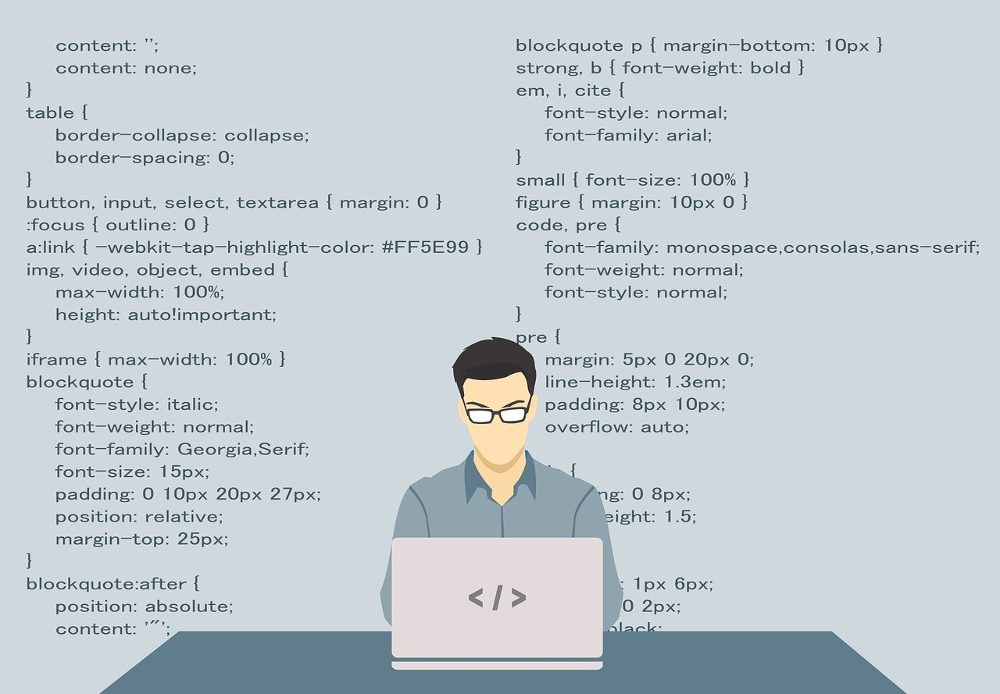 content: '';
content: none;
}
table {
border-collapse: collapse;
border-spacing: 0;
}
button, input, select, textarea { margin: 0 }
:focus { outline: 0 }
a:link { -webkit-tap-highlight-color: #FF5E99 }
img, video, object, embed {
max-width: 100%;
height: auto!important;
}
iframe { max-width: 100% }
blockquote {
font-style: italic;
font-weight: normal;
font-family: Georgia,Serif;
font-size: 15px;
padding: 0 10px 20px 27px;
position: relative;
margin-top: 25px;
}
blockquote:after {
position: absolute;
content: '"';
blockquote p { margin-bottom: 10px }
strong, b { font-weight: bold }
em, i, cite {
font-style: normal;
font-family: arial;
}
small { font-size: 100% }
figure { margin: 10px 0 }
code, pre {
font-family: monospace,consolas,sans-serif;
font-weight: normal;
font-style: normal;
}
pre {
margin: 5px 0 20px 0;
line-height: 1.3em;
padding: 8px 10px;
overflow: auto;
{
ng: 0 8px;
eight: 1.5;
: 1px 6px;
0 2px;
black;
</>